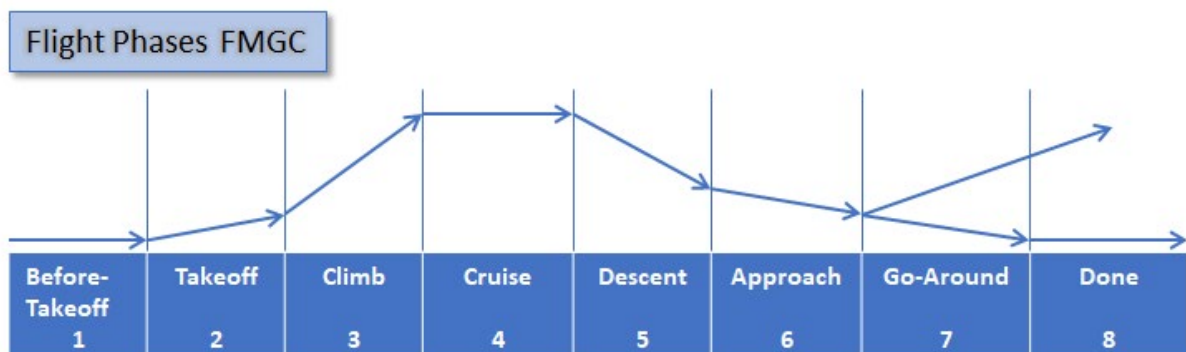 Flight Phases FMGC
Before-
Takeoff
1
Takeoff
2
Climb
3
Cruise
4
Descent
5
Approach
6
Go-Around
7
Done
8